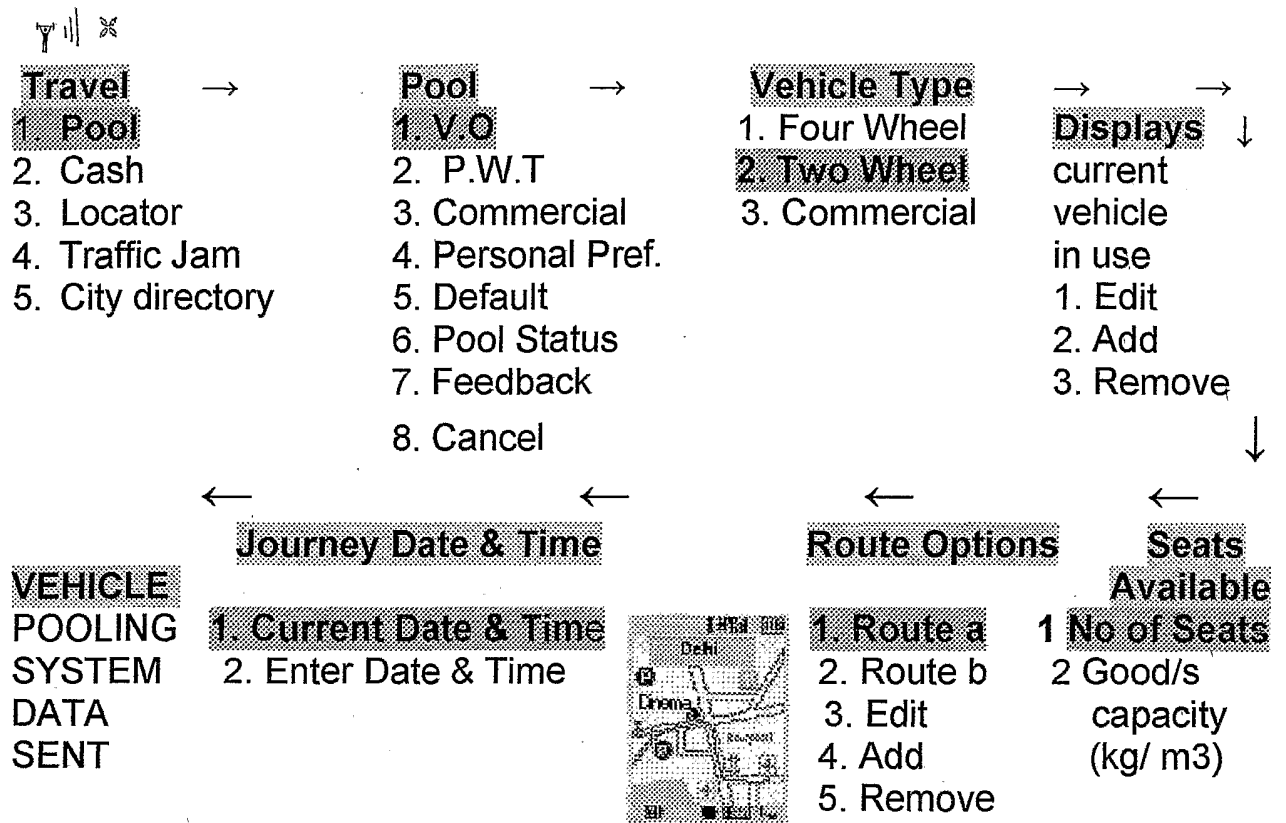 Travel →
1. Pool
2. Cash
3. Locator
4. Traffic Jam
5. City directory
Pool →
1. V.O
2. P.W.T
3. Commercial
4. Personal Pref.
5. Default
6. Pool Status
7. Feedback
8. Cancel
Vehicle Type → →
1. Four Wheel
2. Two Wheel
3. Commercial
Displays ↓
current
vehicle
in use
1. Edit
2. Add
3. Remove
↓
← ← ← ←
Seats
Available
1 No of Seats
2 Good/s
capacity
(kg/ m3)
Route Options
1. Route a
2. Route b
3. Edit
4. Add
5. Remove
Delhi
Cinema
Journey Date & Time
1. Current Date & Time
2. Enter Date & Time
VEHICLE
POOLING
SYSTEM
DATA
SENT